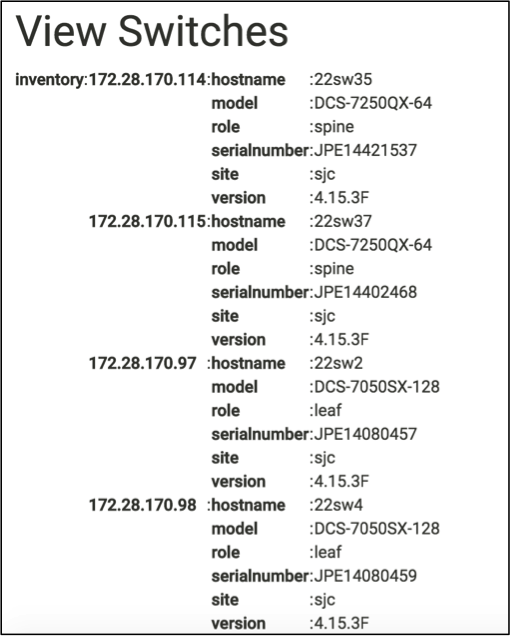 View Switches
inventory:172.28.170.114:hostname :22sw35
model :DCS-7250QX-64
role :spine
serialnumber:JPE14421537
site :sjc
version :4.15.3F
172.28.170.115:hostname :22sw37
model :DCS-7250QX-64
role :spine
serialnumber:JPE14402468
site :sjc
version :4.15.3F
172.28.170.97 :hostname :22sw2
model :DCS-7050SX-128
role :leaf
serialnumber:JPE14080457
site :sjc
version :4.15.3F
172.28.170.98 :hostname :22sw4
model :DCS-7050SX-128
role :leaf
serialnumber:JPE14080459
site :sjc
version :4.15.3F